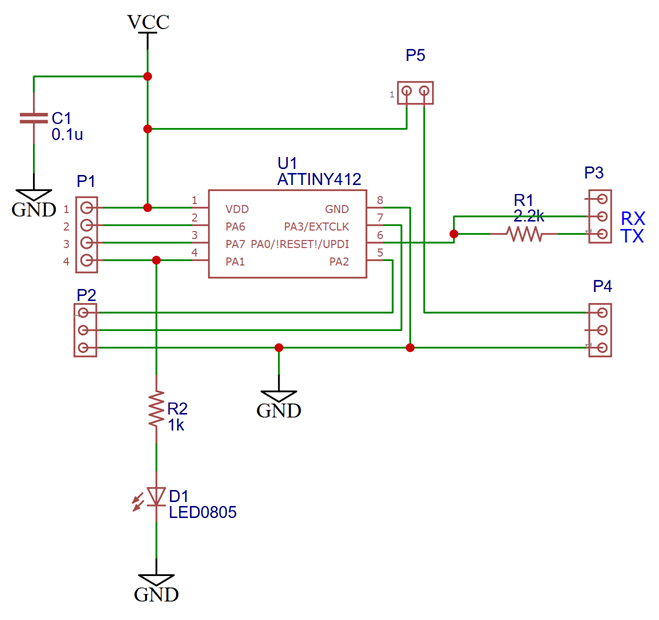 VCC
P5
1
C1
0.1u
GND
P1
1
2
3
4
U1
ATTINY412
1
2
3
4
VDD
PA6
PA7
PA1
GND
PA3/EXTCLK
PA0/!RESET!/UPDI
PA2
8
7
6
5
R1
2.2k
P3
RX
TX
P2
P4
GND
R2
1k
D1
LED0805
GND